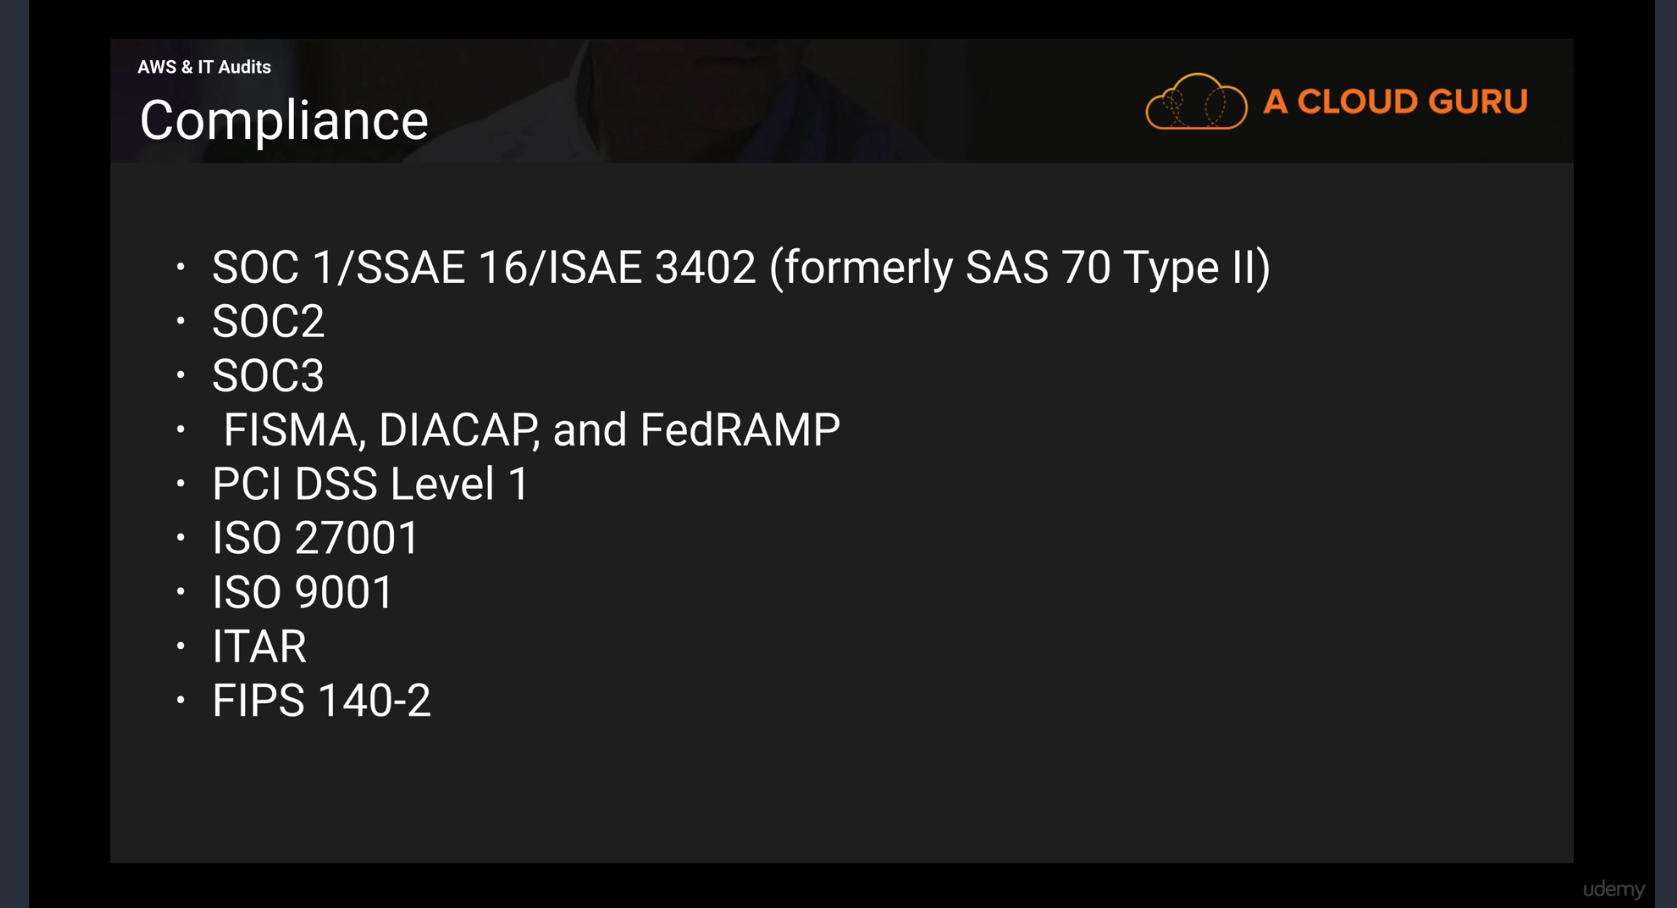 AWS & IT Audits
Compliance
A CLOUD GURU
• SOC 1/SSAE 16/ISAE 3402 (formerly SAS 70 Type II)
• SOC2
• SOC3
• FISMA, DIACAP, and FedRAMP
• PCI DSS Level 1
• ISO 27001
• ISO 9001
• ITAR
• FIPS 140-2
udemy